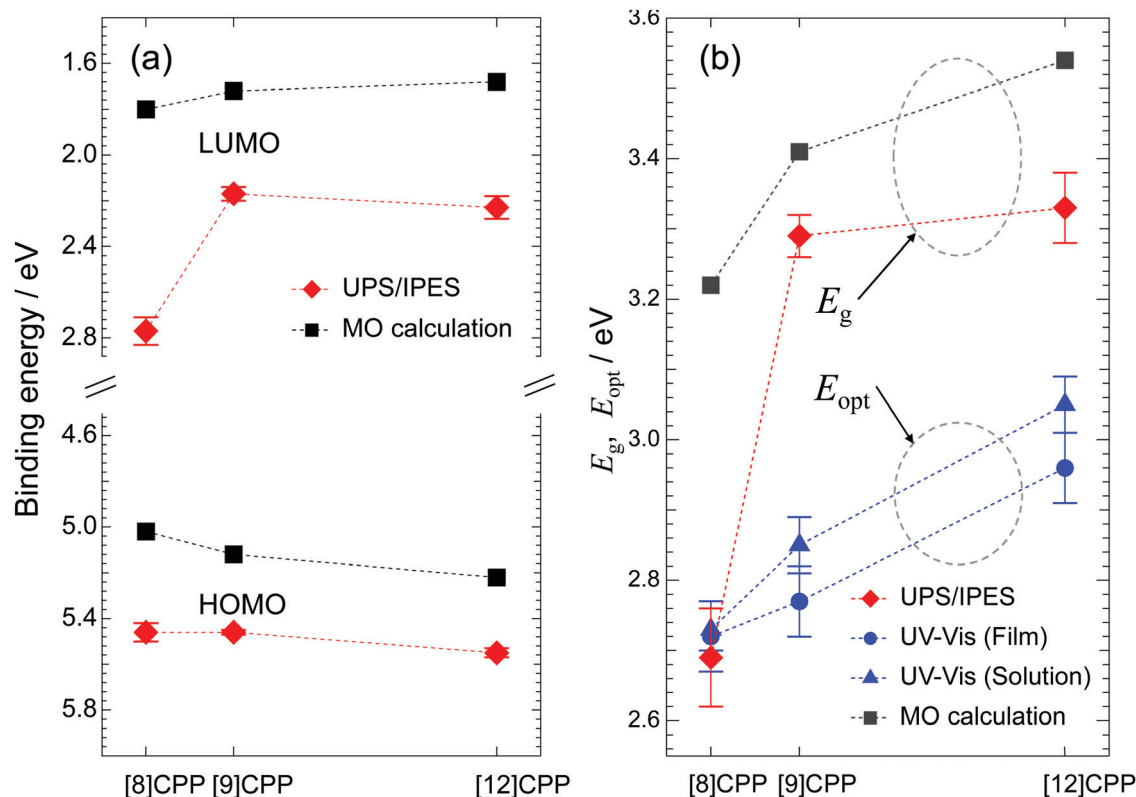 (a)
1.6
2.0
2.4
2.8
4.6
5.0
5.4
5.8
Binding energy / eV
LUMO
UPS/IPES
MO calculation
HOMO
[8]CPP [9]CPP [12]CPP
(b)
3.6
3.4
3.2
3.0
2.8
2.6
Eg, Eopt / eV
Eg
Eopt
UPS/IPES
UV-Vis (Film)
UV-Vis (Solution)
MO calculation
[8]CPP [9]CPP [12]CPP